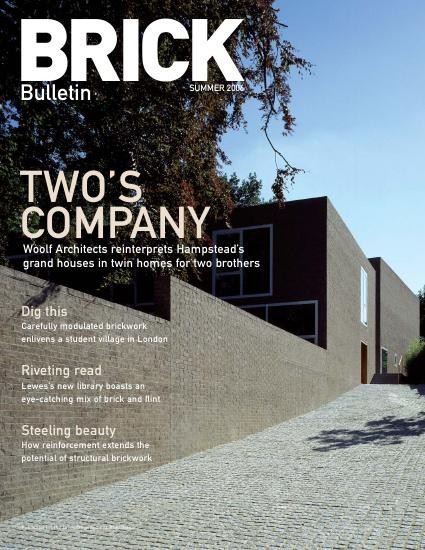 BRICK
Bulletin
SUMMER 2006
TWO'S
COMPANY
Woolf Architects reinterprets Hampstead's
grand houses in twin homes for two brothers
Dig this
Carefully modulated brickwork
enlivens a student village in London
Riveting read
Lewes's new library boasts an
eye-catching mix of brick and flint
Steeling beauty
How reinforcement extends the
potential of structural brickwork